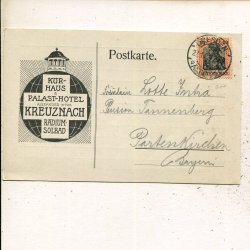 Postkarte.
KUR-
HAUS
u.
PALAST-HOTEL
KREUZNACH
RADIUM-
SOLBAD
Fräulein Lotte
Pension Tannenberg
Partenkirchen
(Bayern)